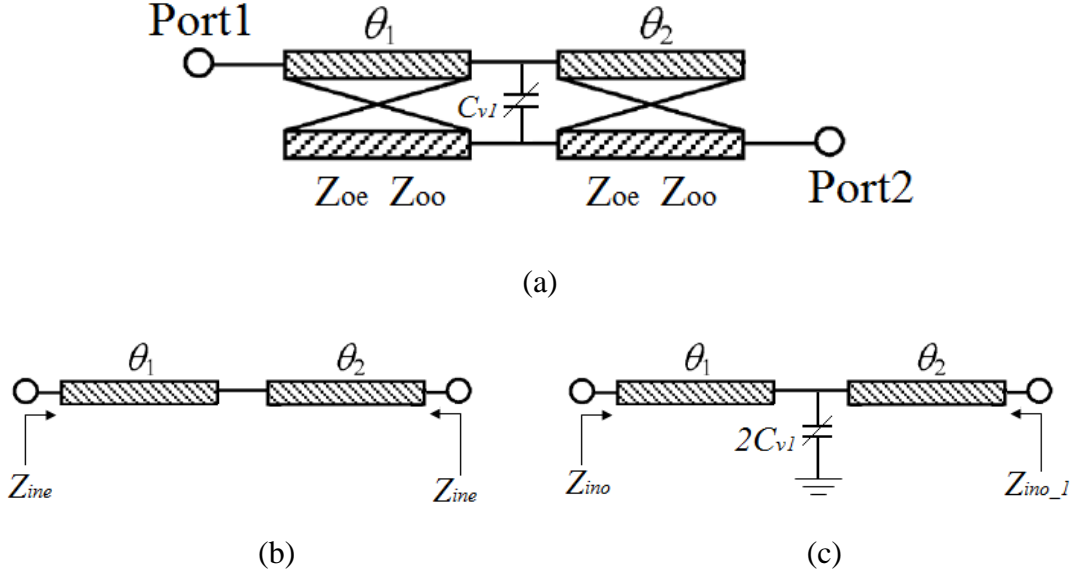 Port1
θ1
θ2
Cv1
Zoe Zoo
Zoe Zoo
Port2
(a)
θ1
θ2
Zine
Zine
(b)
θ1
θ2
2Cv1
Zino
Zino_1
(c)